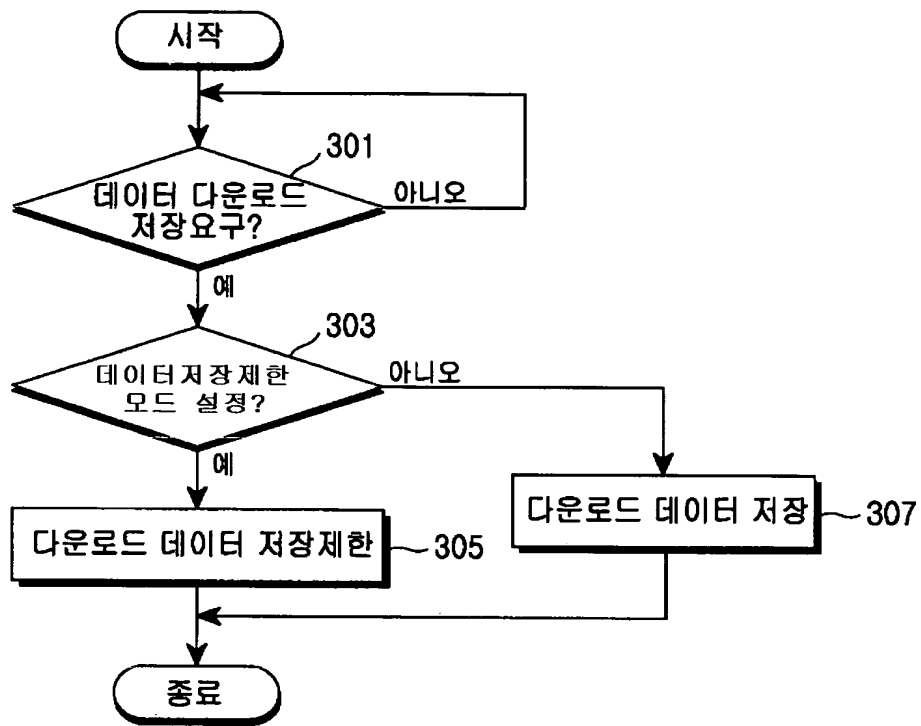 시작
301
데이터 다운로드
저장요구?
아니오
예
303
데이터저장제한
모드 설정?
아니오
예
다운로드 데이터 저장제한
305
다운로드 데이터 저장
307
종료